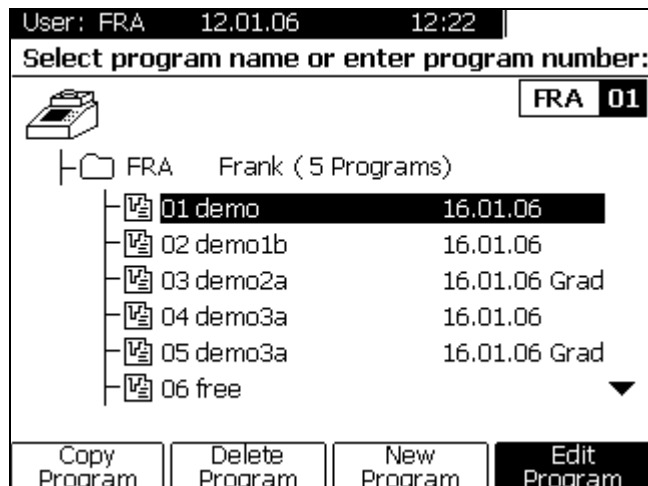 User: FRA 12.01.06 12:22
Select program name or enter program number:
FRA 01
FRA Frank ( 5 Programs)
01 demo 16.01.06
02 demo1b 16.01.06
03 demo2a 16.01.06 Grad
04 demo3a 16.01.06
05 demo3a 16.01.06 Grad
06 free
Copy Delete New Edit
Program Program Program Program